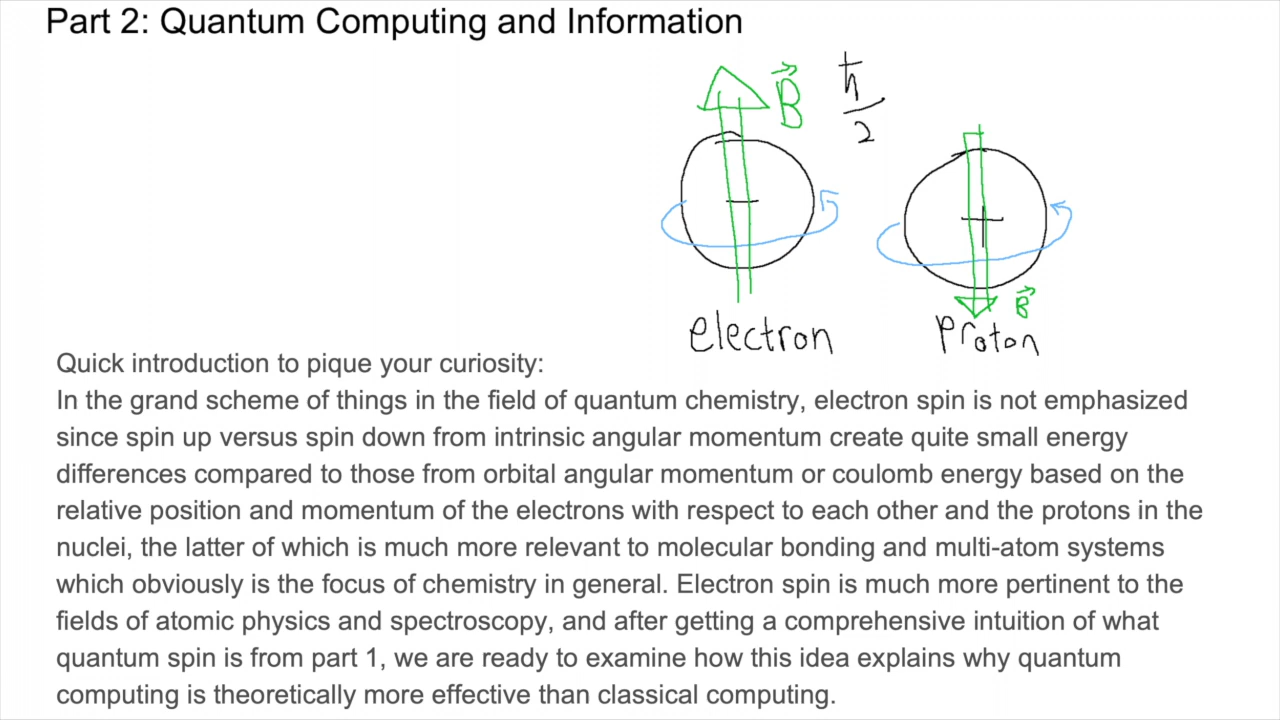 Part 2: Quantum Computing and Information
B
ħ/2
−
+
B
electron
proton
Quick introduction to pique your curiosity:
In the grand scheme of things in the field of quantum chemistry, electron spin is not emphasized
since spin up versus spin down from intrinsic angular momentum create quite small energy
differences compared to those from orbital angular momentum or coulomb energy based on the
relative position and momentum of the electrons with respect to each other and the protons in the
nuclei, the latter of which is much more relevant to molecular bonding and multi-atom systems
which obviously is the focus of chemistry in general. Electron spin is much more pertinent to the
fields of atomic physics and spectroscopy, and after getting a comprehensive intuition of what
quantum spin is from part 1, we are ready to examine how this idea explains why quantum
computing is theoretically more effective than classical computing.